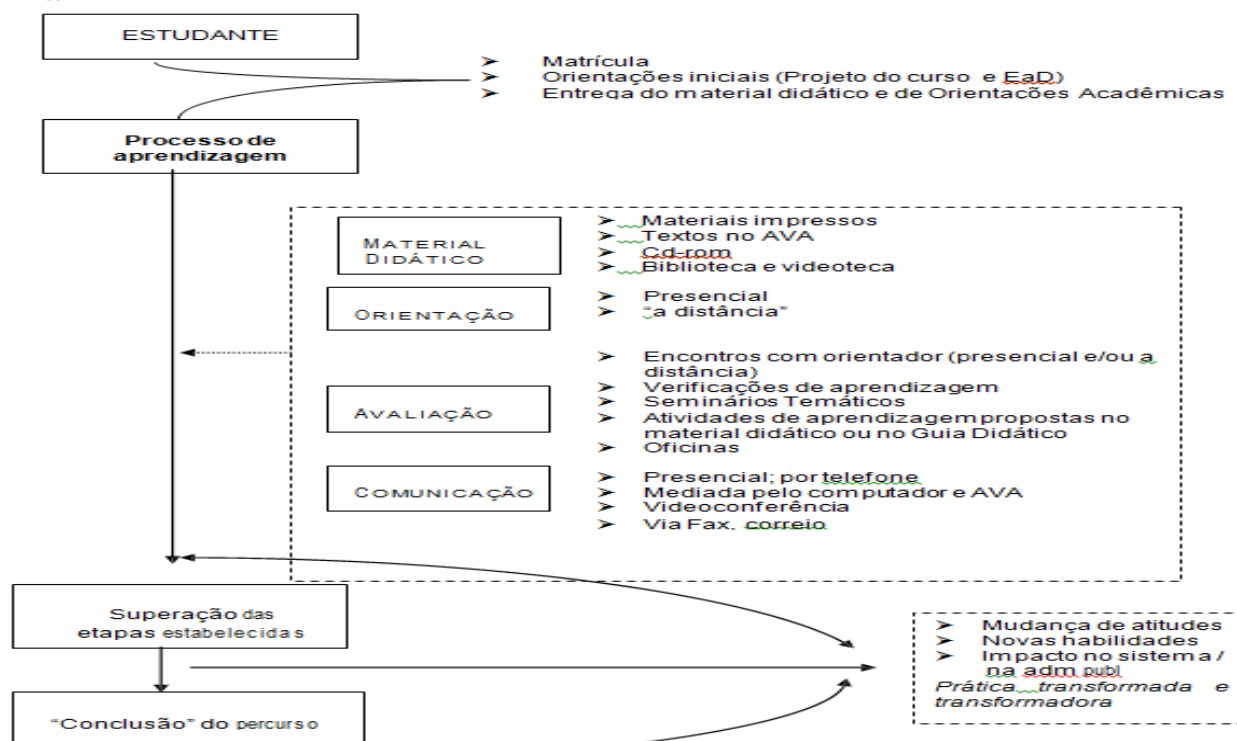 ESTUDANTE
➢ Matrícula
➢ Orientações iniciais (Projeto do curso e EaD)
➢ Entrega do material didático e de Orientações Acadêmicas
Processo de
aprendizagem
MATERIAL
DIDÁTICO
➢ Materiais impressos
➢ Textos no AVA
➢ Cd-rom
➢ Biblioteca e videoteca
ORIENTAÇÃO
➢ Presencial
➢ “a distância”
AVALIAÇÃO
➢ Encontros com orientador (presencial e/ou a
distância)
➢ Verificações de aprendizagem
➢ Seminários Temáticos
➢ Atividades de aprendizagem propostas no
material didático ou no Guia Didático
➢ Oficinas
COMUNICAÇÃO
➢ Presencial; por telefone
➢ Mediada pelo computador e AVA
➢ Videoconferência
➢ Via Fax, correio
Superação das
etapas estabelecidas
➢ Mudança de atitudes
➢ Novas habilidades
➢ Impacto no sistema /
na adm publ
Prática transformada e
transformadora
“Conclusão” do percurso